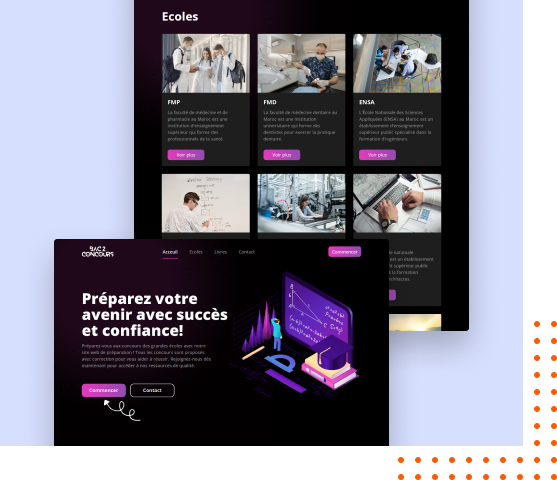 Ecoles
FMP
La faculté de médecine et de
pharmacie au Maroc est une
institution d'enseignement
supérieur qui forme des
professionnels de la santé.
Voir plus
FMD
La faculté de médecine dentaire au
Maroc est une institution
universitaire qui forme des
dentistes pour exercer la pratique
dentaire.
Voir plus
ENSA
L'Ecole Nationale des Sciences
Appliquées (ENSA) au Maroc est un
établissement d'enseignement
supérieur public spécialisé dans la
formation d'ingénieurs
Voir plus
nationale
est un établissement
supérieur public
la formation
architectes.
BAC 2
CONCOURS
Acceuil
Ecoles
Livres
Contact
Commencer
Préparez votre
avenir avec succès
et confiance!
Préparez-vous aux concours des grandes écoles avec notre
site web de préparation ! Tous les concours sont proposés
avec correction pour vous aider à réussir. Rejoignez-nous dès
maintenant pour accéder à nos ressources de qualité.
Commencer
Contact